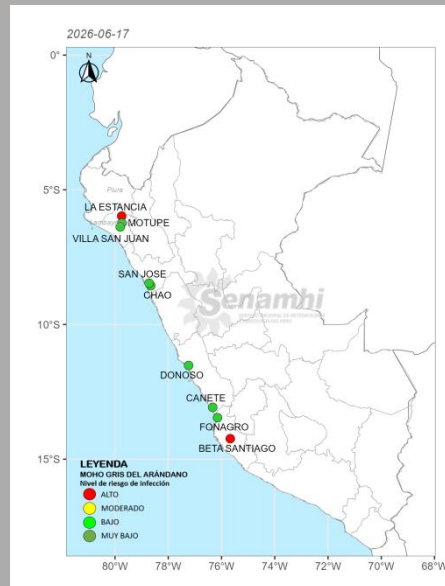 2026-06-17
N
0°
5°S
10°S
15°S
Piura
LA ESTANCIA
Lambayeque
MOTUPE
VILLA SAN JUAN
SAN JOSE
CHAO
Senamhi
DONOSO
CANETE
FONAGRO
BETA SANTIAGO
LEYENDA
MOHO GRIS DEL ARÁNDANO
Nivel de riesgo de infección
ALTO
MODERADO
BAJO
MUY BAJO
80°W 78°W 76°W 74°W 72°W 70°W 68°W